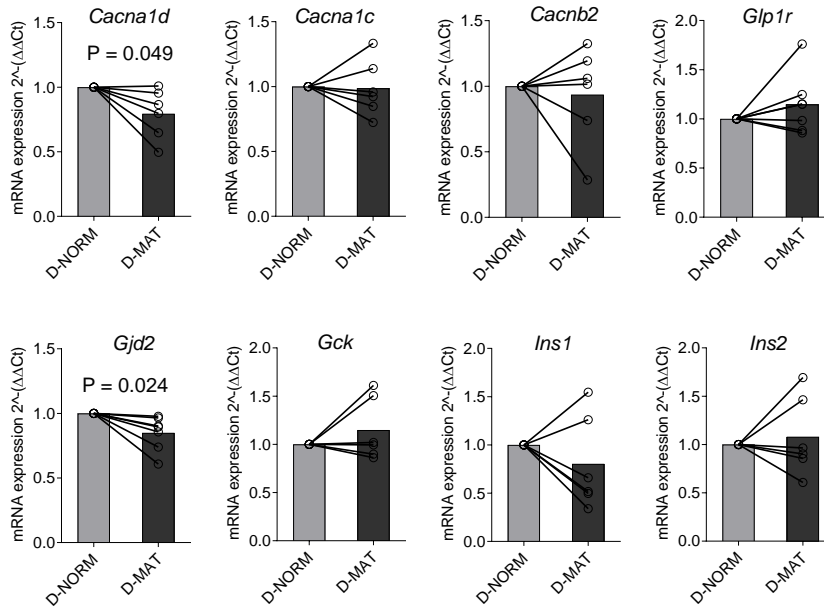 Cacna1d
mRNA expression 2^-(ΔΔCt)
1.5
1.0
0.5
0.0
P = 0.049
D-NORM
D-MAT
Cacna1c
mRNA expression 2^-(ΔΔCt)
1.5
1.0
0.5
0.0
D-NORM
D-MAT
Cacnb2
mRNA expression 2^-(ΔΔCt)
1.5
1.0
0.5
0.0
D-NORM
D-MAT
Glp1r
mRNA expression 2^-(ΔΔCt)
2.0
1.5
1.0
0.5
0.0
D-NORM
D-MAT
Gjd2
mRNA expression 2^-(ΔΔCt)
1.5
1.0
0.5
0.0
P = 0.024
D-NORM
D-MAT
Gck
mRNA expression 2^-(ΔΔCt)
2.0
1.5
1.0
0.5
0.0
D-NORM
D-MAT
Ins1
mRNA expression 2^-(ΔΔCt)
2.0
1.5
1.0
0.5
0.0
D-NORM
D-MAT
Ins2
mRNA expression 2^-(ΔΔCt)
2.0
1.5
1.0
0.5
0.0
D-NORM
D-MAT